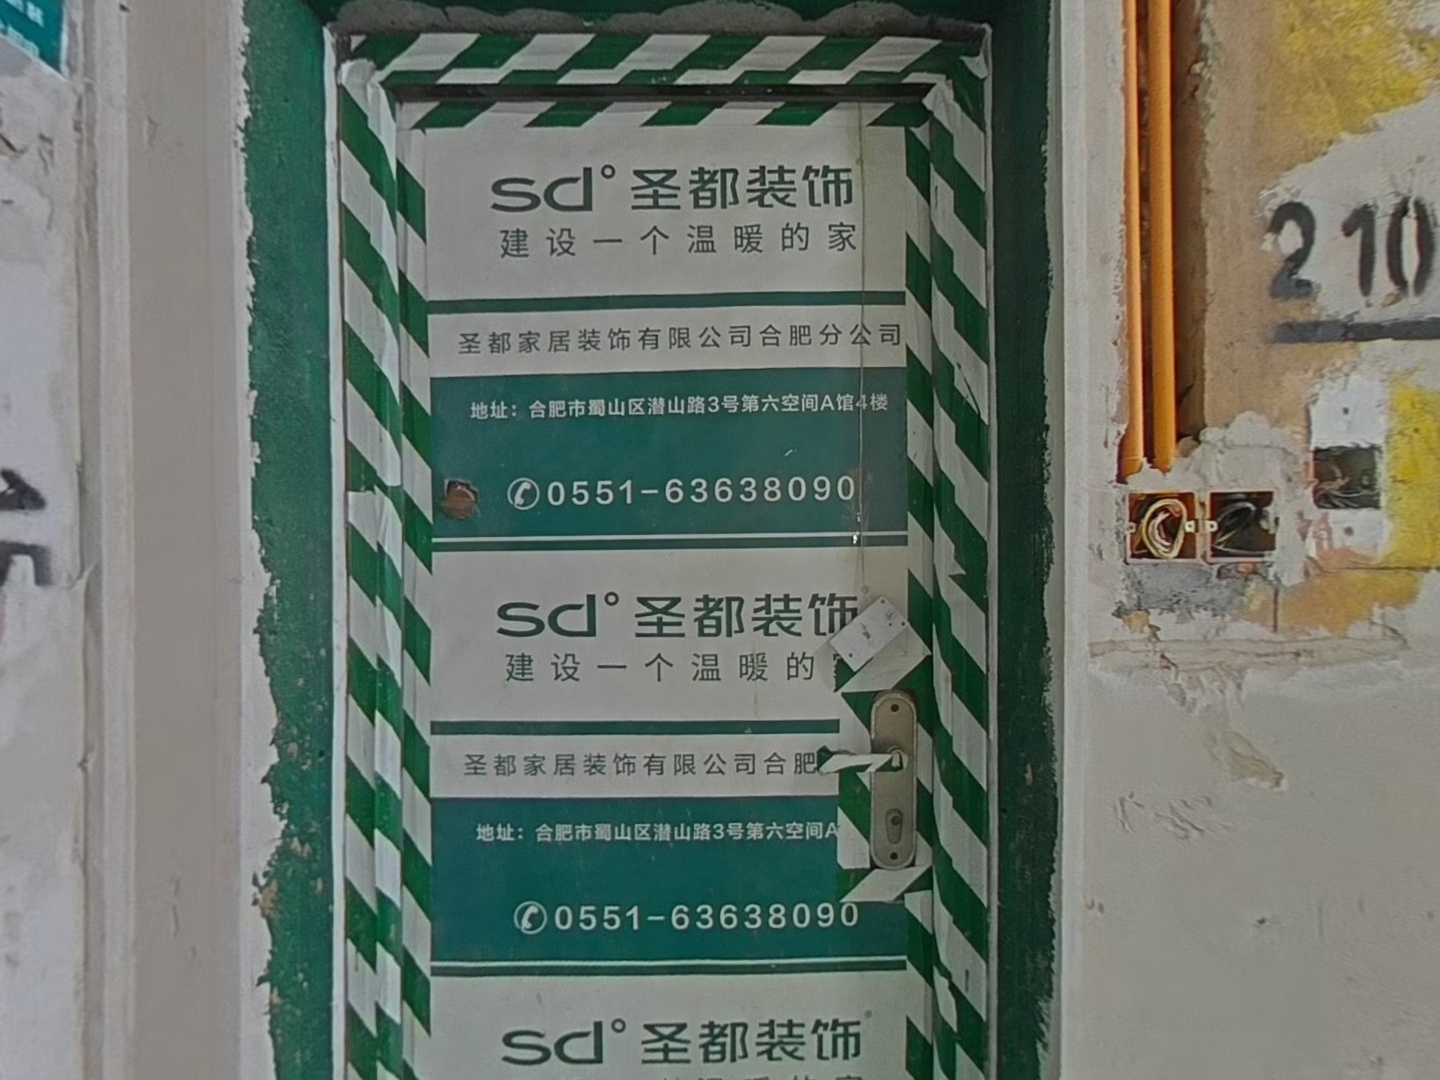 sd°圣都装饰
建设一个温暖的家
圣都家居装饰有限公司合肥分公司
地址：合肥市蜀山区潜山路3号第六空间A馆4楼
0551-63638090
sd°圣都装饰
建设一个温暖的
圣都家居装饰有限公司合肥
地址：合肥市蜀山区潜山路3号第六空间A
0551-63638090
sd°圣都装饰
210